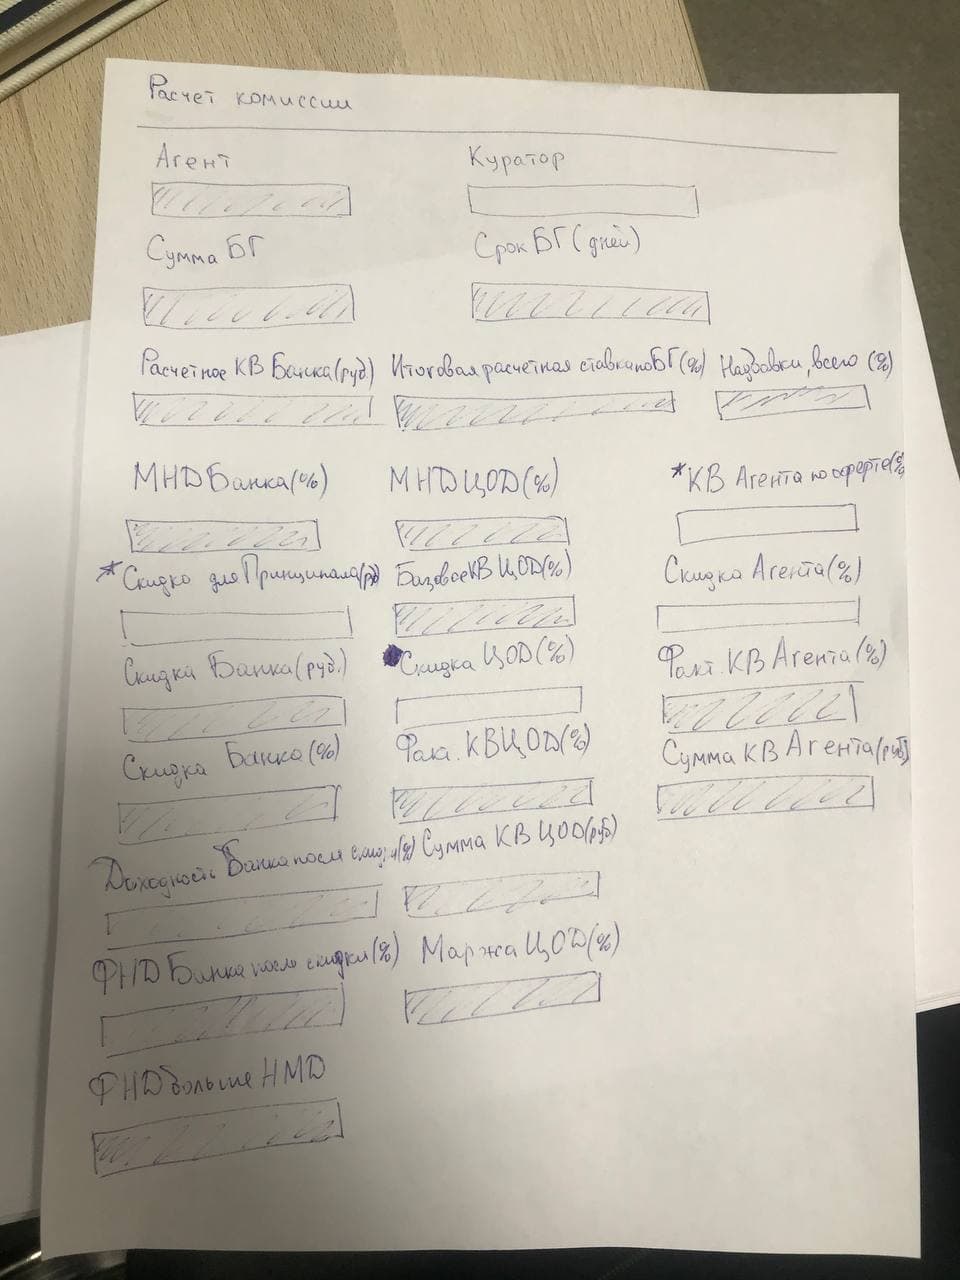 Расчет комиссии
Агент Куратор
Сумма БГ Срок БГ (дней)
Расчетное КВ Банка (руб.) Итоговая расчетная ставка по БГ (%) Надбавки, всего (%)
МНД Банка (%) МНД ЦОД (%) *КВ Агента по оферте (%
*Скидка для Принципала (руб) Базовое КВ ЦОД (%) Скидка Агента (%)
Скидка Банка (руб.) Скидка ЦОД (%) Факт. КВ Агента (%)
Скидка Банка (%) Факт. КВ ЦОД (%) Сумма КВ Агента (руб)
Доходность Банка после скидки (%) Сумма КВ ЦОД (руб)
ФНД Банка после скидки (%) Маржа ЦОД (%)
ФНД больше НМД